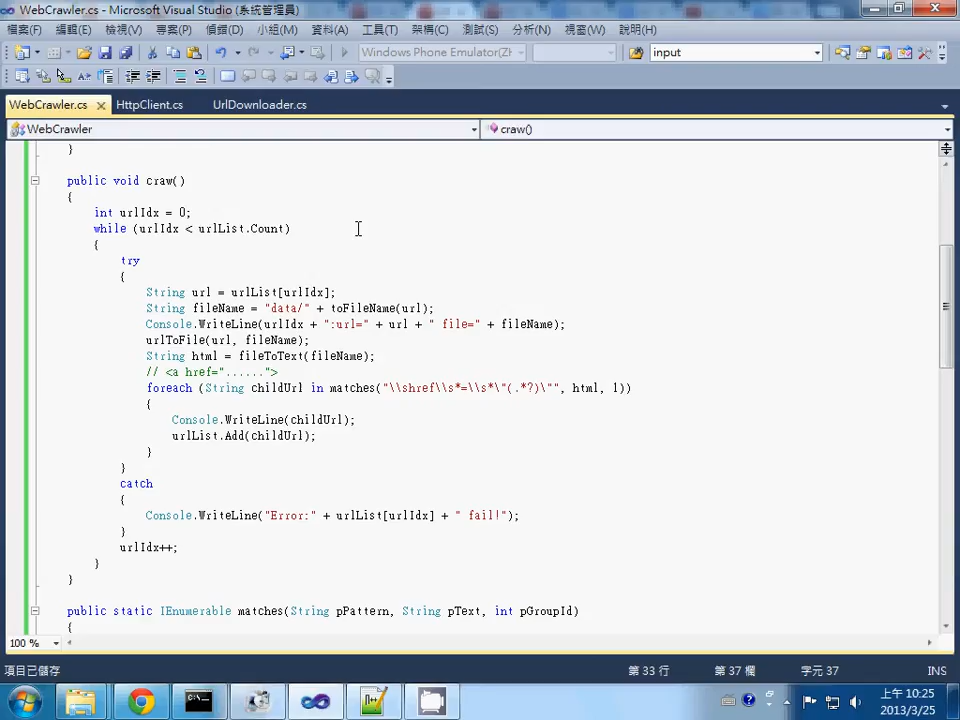 WebCrawler.cs - Microsoft Visual Studio (系統管理員)
檔案(F) 編輯(E) 檢視(V) 專案(P) 偵錯(D) 小組(M) 資料(A) 工具(T) 架構(C) 測試(S) 分析(N) 視窗(W) 說明(H)
Windows Phone Emulator(ZH input
WebCrawler.cs HttpClient.cs UrlDownloader.cs
WebCrawler craw()
}
public void craw()
{
int urlIdx = 0;
while (urlIdx < urlList.Count)
{
try
{
String url = urlList[urlIdx];
String fileName = "data/" + toFileName(url);
Console.WriteLine(urlIdx + ":url=" + url + " file=" + fileName);
urlToFile(url, fileName);
String html = fileToText(fileName);
// <a href="......">
foreach (String childUrl in matches("\\shref\\s*=\\s*\"(.*?)\"", html, 1))
{
Console.WriteLine(childUrl);
urlList.Add(childUrl);
}
}
catch
{
Console.WriteLine("Error:" + urlList[urlIdx] + " fail!");
}
urlIdx++;
}
}
public static IEnumerable matches(String pPattern, String pText, int pGroupId)
{
100 %
項目已儲存 第 33 行 第 37 欄 字元 37 INS
上午 10:25
2013/3/25